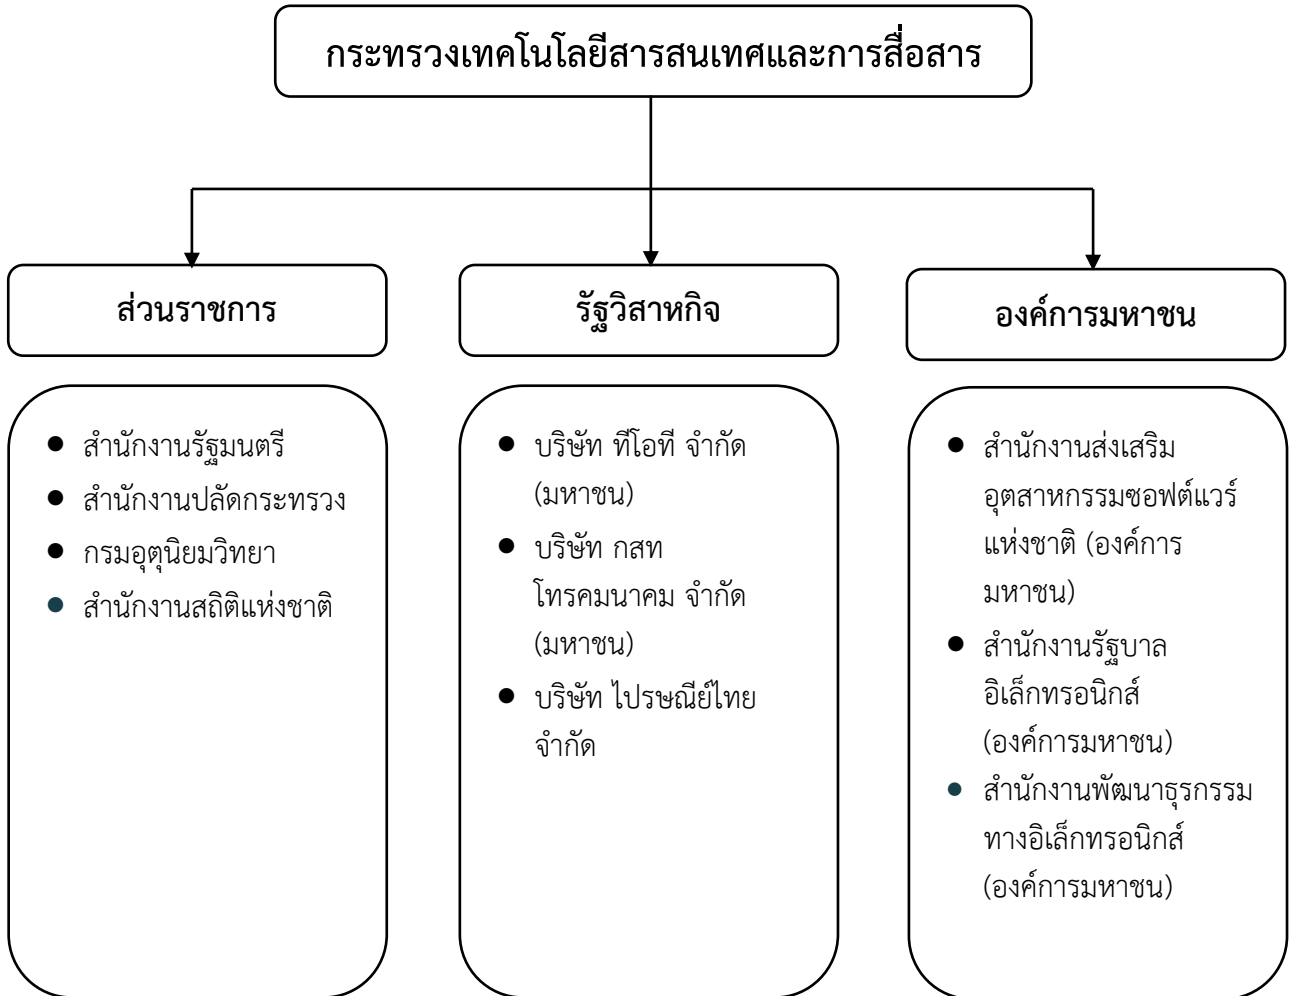 กระทรวงเทคโนโลยีสารสนเทศและการสื่อสาร
ส่วนราชการ
สำนักงานรัฐมนตรี
สำนักงานปลัดกระทรวง
กรมอุตุนิยมวิทยา
สำนักงานสถิติแห่งชาติ
รัฐวิสาหกิจ
บริษัท ทีโอที จำกัด
(มหาชน)
บริษัท กสท
โทรคมนาคม จำกัด
(มหาชน)
บริษัท ไปรษณีย์ไทย
จำกัด
องค์การมหาชน
สำนักงานส่งเสริม
อุตสาหกรรมซอฟต์แวร์
แห่งชาติ (องค์การ
มหาชน)
สำนักงานรัฐบาล
อิเล็กทรอนิกส์
(องค์การมหาชน)
สำนักงานพัฒนาธุรกรรม
ทางอิเล็กทรอนิกส์
(องค์การมหาชน)